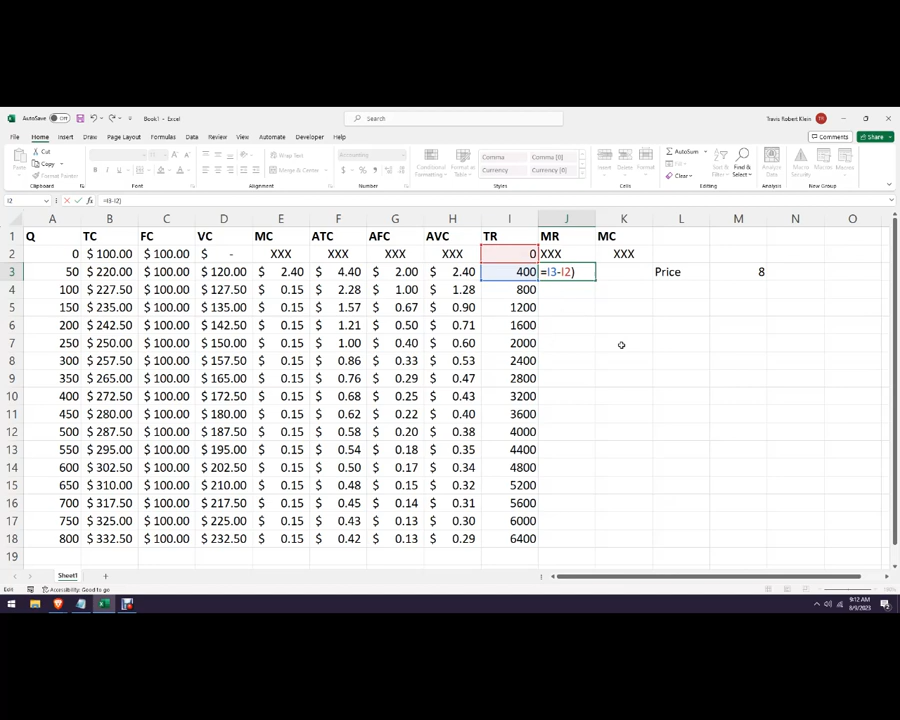 AutoSave Off Book1 - Excel Search Travis Robert Klein TR
File Home Insert Draw Page Layout Formulas Data Review View Automate Developer Help Comments Share
Paste Cut Copy Format Painter
Wrap Text Merge & Center Accounting
Conditional Formatting Format as Table Comma Comma [0] Currency Currency [0]
Insert Delete Format AutoSum Fill Clear Sort & Filter Find & Select Analyze Data Macros
Clipboard Font Alignment Number Styles Cells Editing Analysis New Group
I2 =I3-I2)
A B C D E F G H I J K L M N O
1 Q TC FC VC MC ATC AFC AVC TR MR MC
2 0 $ 100.00 $ 100.00 $ - XXX XXX XXX XXX 0 XXX XXX
3 50 $ 220.00 $ 100.00 $ 120.00 $ 2.40 $ 4.40 $ 2.00 $ 2.40 400 =I3-I2) Price 8
4 100 $ 227.50 $ 100.00 $ 127.50 $ 0.15 $ 2.28 $ 1.00 $ 1.28 800
5 150 $ 235.00 $ 100.00 $ 135.00 $ 0.15 $ 1.57 $ 0.67 $ 0.90 1200
6 200 $ 242.50 $ 100.00 $ 142.50 $ 0.15 $ 1.21 $ 0.50 $ 0.71 1600
7 250 $ 250.00 $ 100.00 $ 150.00 $ 0.15 $ 1.00 $ 0.40 $ 0.60 2000
8 300 $ 257.50 $ 100.00 $ 157.50 $ 0.15 $ 0.86 $ 0.33 $ 0.53 2400
9 350 $ 265.00 $ 100.00 $ 165.00 $ 0.15 $ 0.76 $ 0.29 $ 0.47 2800
10 400 $ 272.50 $ 100.00 $ 172.50 $ 0.15 $ 0.68 $ 0.25 $ 0.43 3200
11 450 $ 280.00 $ 100.00 $ 180.00 $ 0.15 $ 0.62 $ 0.22 $ 0.40 3600
12 500 $ 287.50 $ 100.00 $ 187.50 $ 0.15 $ 0.58 $ 0.20 $ 0.38 4000
13 550 $ 295.00 $ 100.00 $ 195.00 $ 0.15 $ 0.54 $ 0.18 $ 0.35 4400
14 600 $ 302.50 $ 100.00 $ 202.50 $ 0.15 $ 0.50 $ 0.17 $ 0.34 4800
15 650 $ 310.00 $ 100.00 $ 210.00 $ 0.15 $ 0.48 $ 0.15 $ 0.32 5200
16 700 $ 317.50 $ 100.00 $ 217.50 $ 0.15 $ 0.45 $ 0.14 $ 0.31 5600
17 750 $ 325.00 $ 100.00 $ 225.00 $ 0.15 $ 0.43 $ 0.13 $ 0.30 6000
18 800 $ 332.50 $ 100.00 $ 232.50 $ 0.15 $ 0.42 $ 0.13 $ 0.29 6400
19
Sheet1
Edit Accessibility: Good to go
9:12 AM
8/9/2023